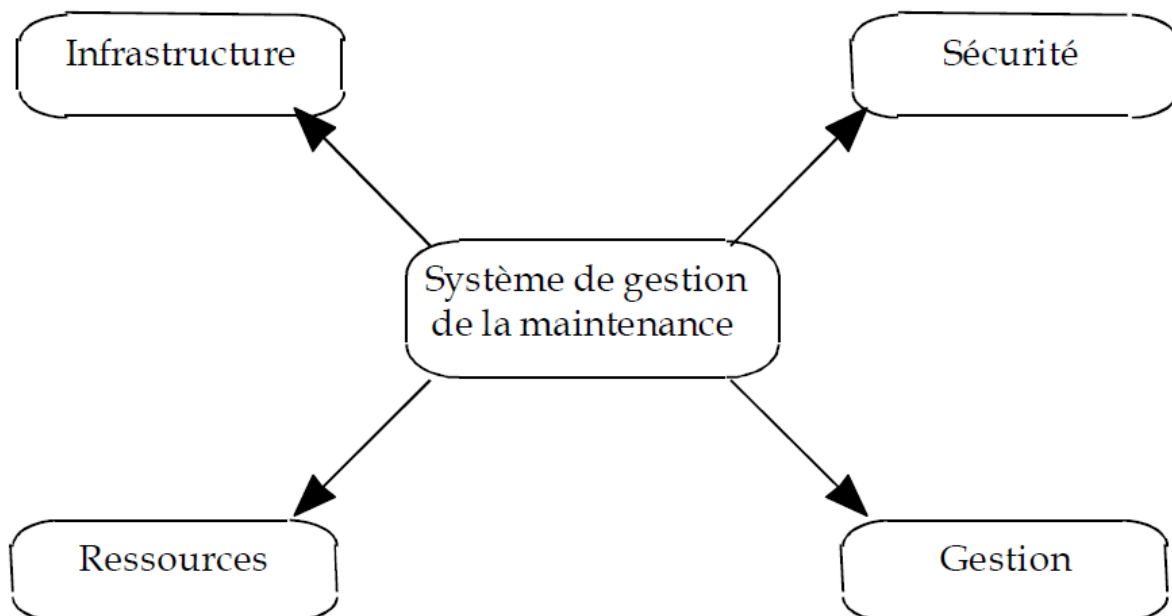 Infrastructure
Sécurité
Système de gestion
de la maintenance
Ressources
Gestion